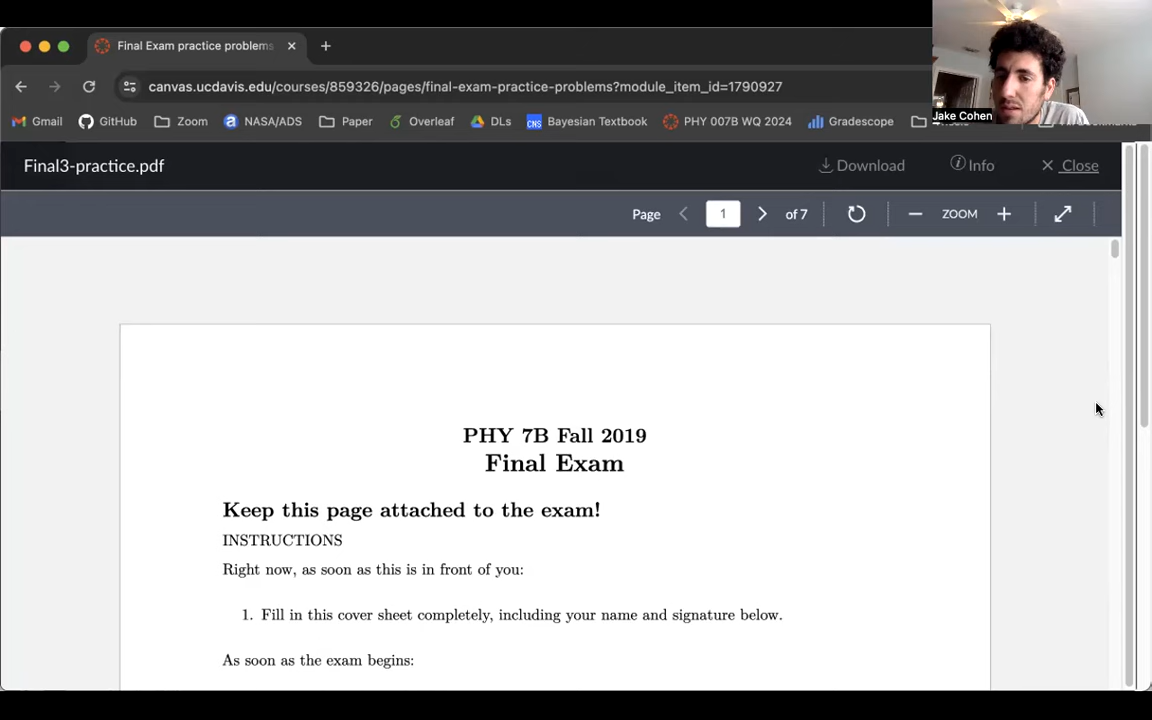 Final Exam practice problems
canvas.ucdavis.edu/courses/859326/pages/final-exam-practice-problems?module_item_id=1790927
Gmail GitHub Zoom NASA/ADS Paper Overleaf DLs CNS Bayesian Textbook PHY 007B WQ 2024 Gradescope
Jake Cohen
Final3-practice.pdf Download Info Close
Page 1 of 7 ZOOM
PHY 7B Fall 2019
Final Exam
Keep this page attached to the exam!
INSTRUCTIONS
Right now, as soon as this is in front of you:
1. Fill in this cover sheet completely, including your name and signature below.
As soon as the exam begins: